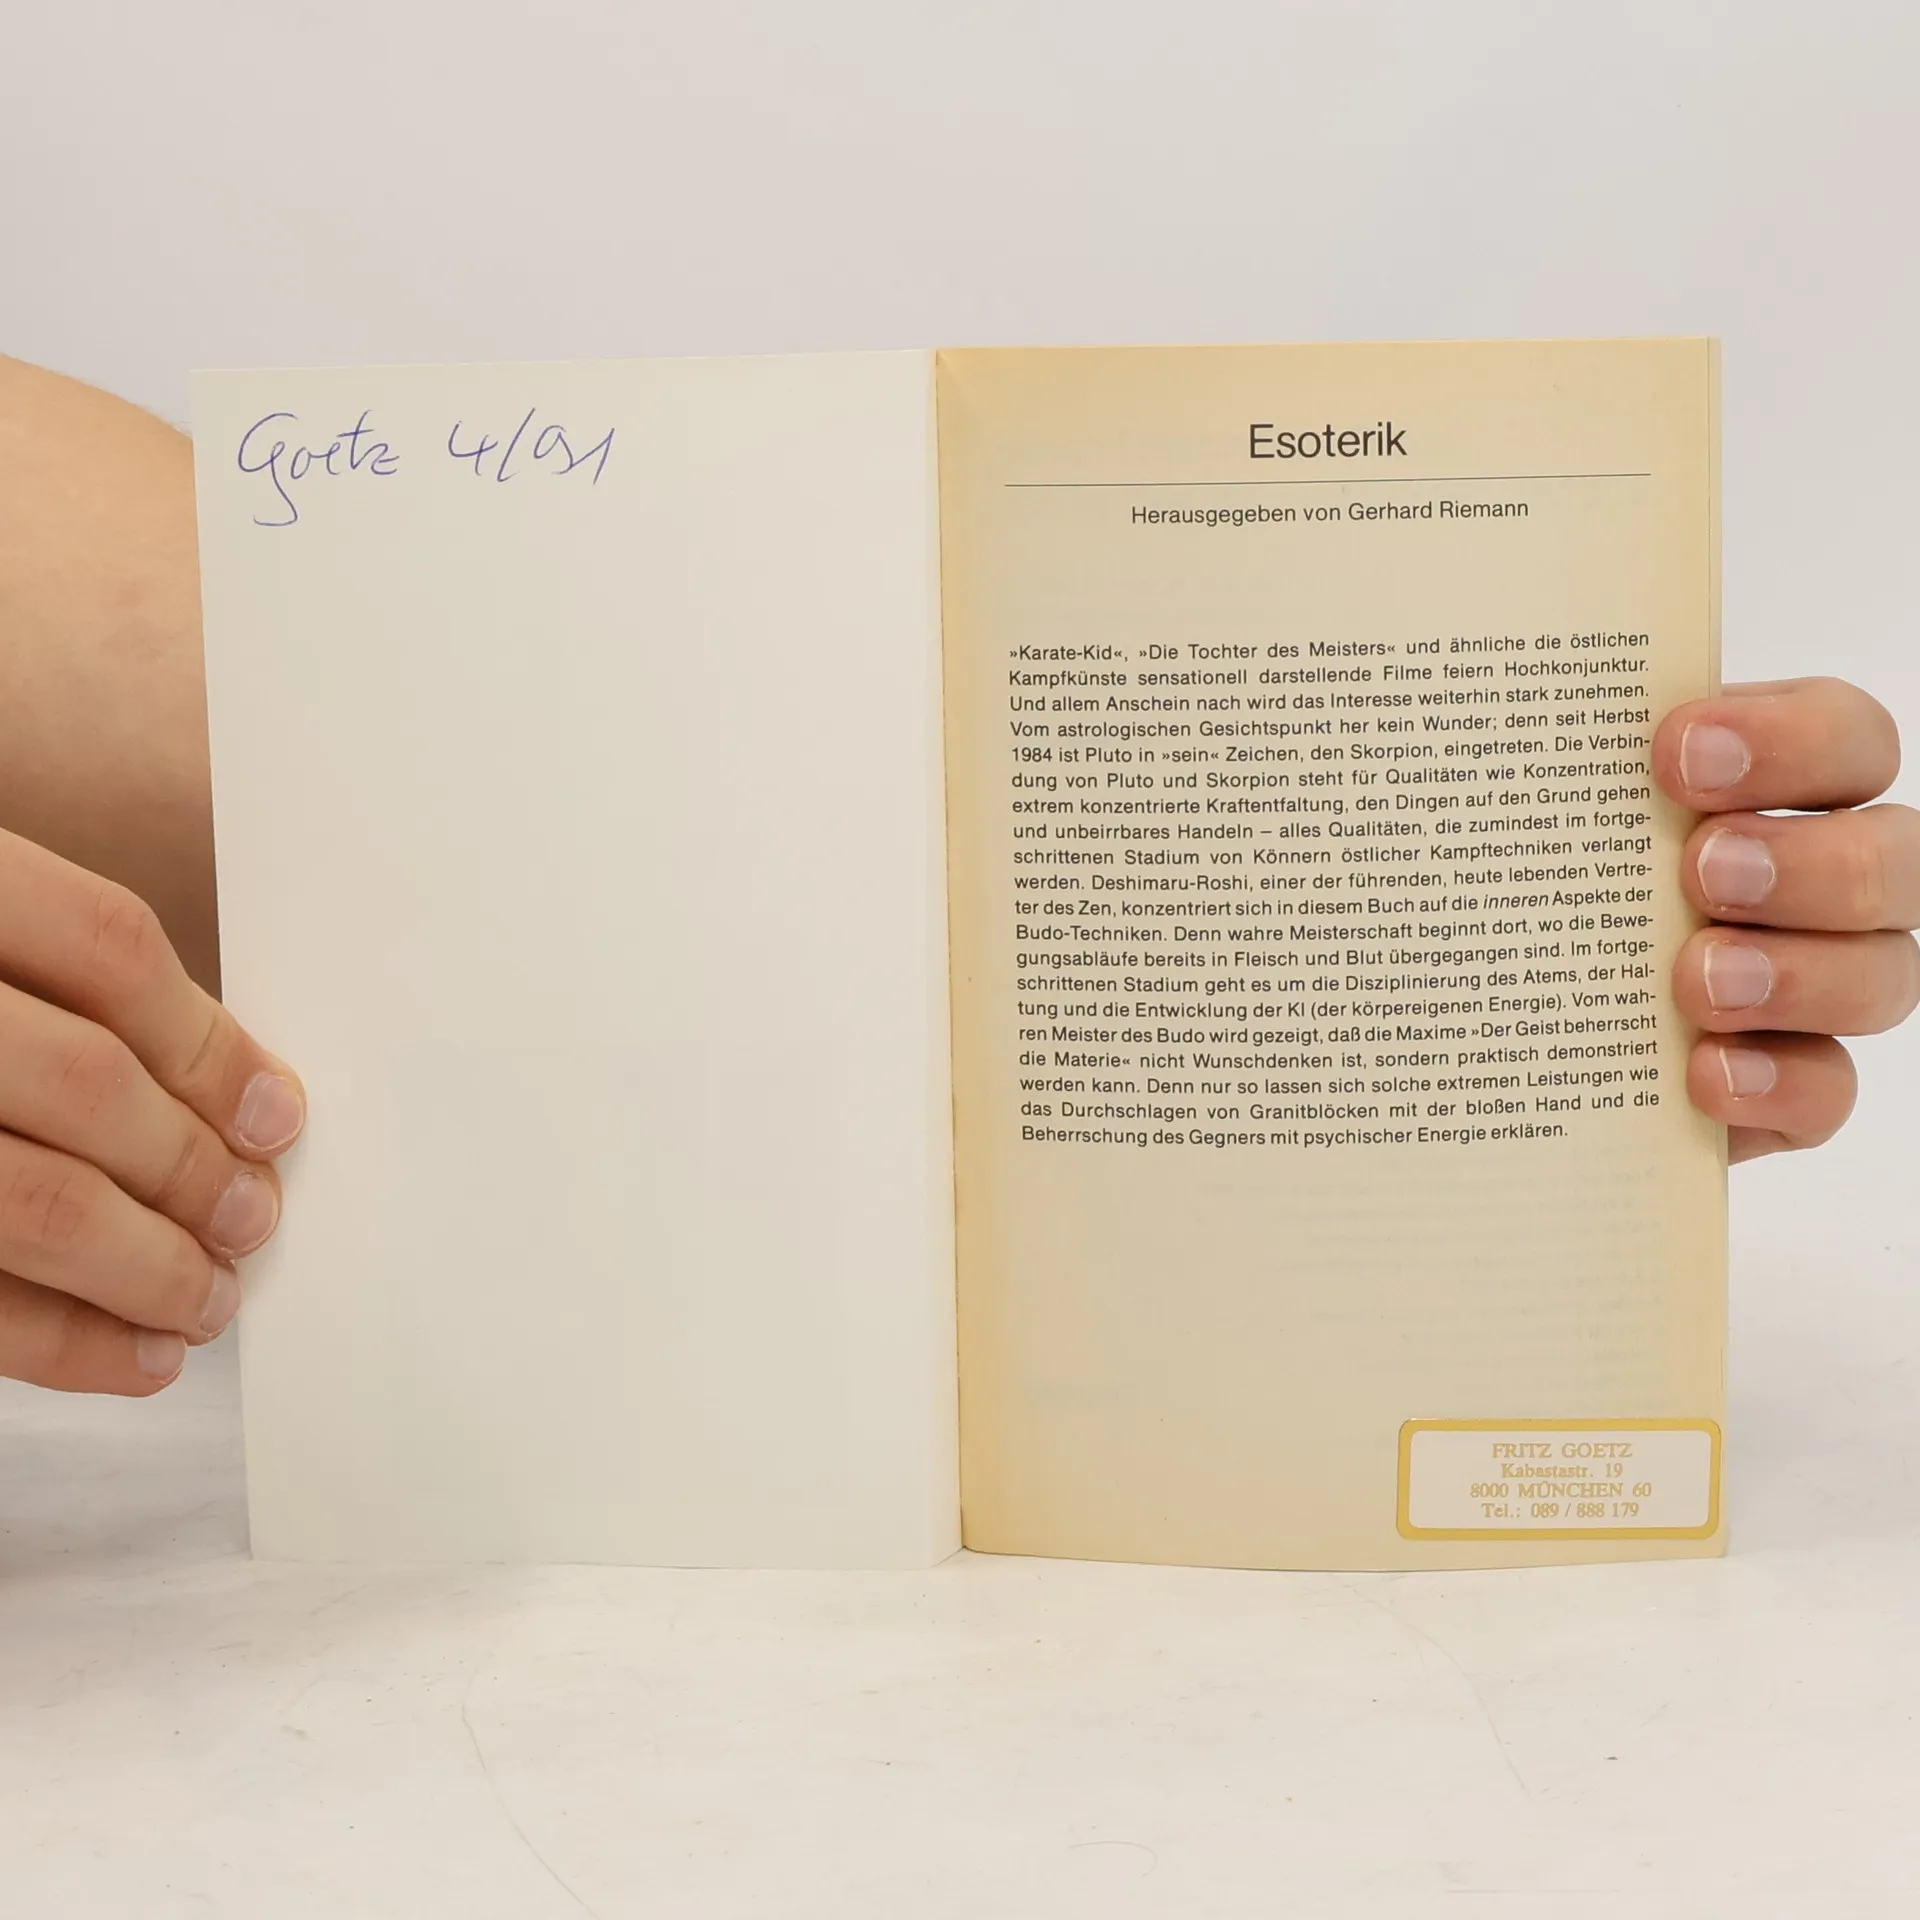 Goetz 4/91
Esoterik
Herausgegeben von Gerhard Riemann
»Karate-Kid«, »Die Tochter des Meisters« und ähnliche die östlichen
Kampfkünste sensationell darstellende Filme feiern Hochkonjunktur.
Und allem Anschein nach wird das Interesse weiterhin stark zunehmen.
Vom astrologischen Gesichtspunkt her kein Wunder; denn seit Herbst
1984 ist Pluto in »sein« Zeichen, den Skorpion, eingetreten. Die Verbin-
dung von Pluto und Skorpion steht für Qualitäten wie Konzentration,
extrem konzentrierte Kraftentfaltung, den Dingen auf den Grund gehen
und unbeirrbares Handeln – alles Qualitäten, die zumindest im fortge-
schrittenen Stadium von Könnern östlicher Kampftechniken verlangt
werden. Deshimaru-Roshi, einer der führenden, heute lebenden Vertre-
ter des Zen, konzentriert sich in diesem Buch auf die inneren Aspekte der
Budo-Techniken. Denn wahre Meisterschaft beginnt dort, wo die Bewe-
gungsabläufe bereits in Fleisch und Blut übergegangen sind. Im fortge-
schrittenen Stadium geht es um die Disziplinierung des Atems, der Hal-
tung und die Entwicklung der KI (der körpereigenen Energie). Vom wah-
ren Meister des Budo wird gezeigt, daß die Maxime »Der Geist beherrscht
die Materie« nicht Wunschdenken ist, sondern praktisch demonstriert
werden kann. Denn nur so lassen sich solche extremen Leistungen wie
das Durchschlagen von Granitblöcken mit der bloßen Hand und die
Beherrschung des Gegners mit psychischer Energie erklären.
FRITZ GOETZ
Kabastastr. 19
8000 MÜNCHEN 60
Tel.: 089 / 888 179